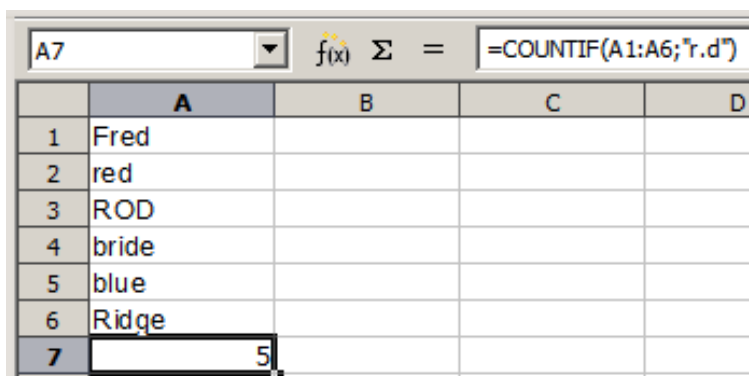 A7 f(x) Σ = =COUNTIF(A1:A6;"r.d")
A B C D
1 Fred
2 red
3 ROD
4 bride
5 blue
6 Ridge
7 5